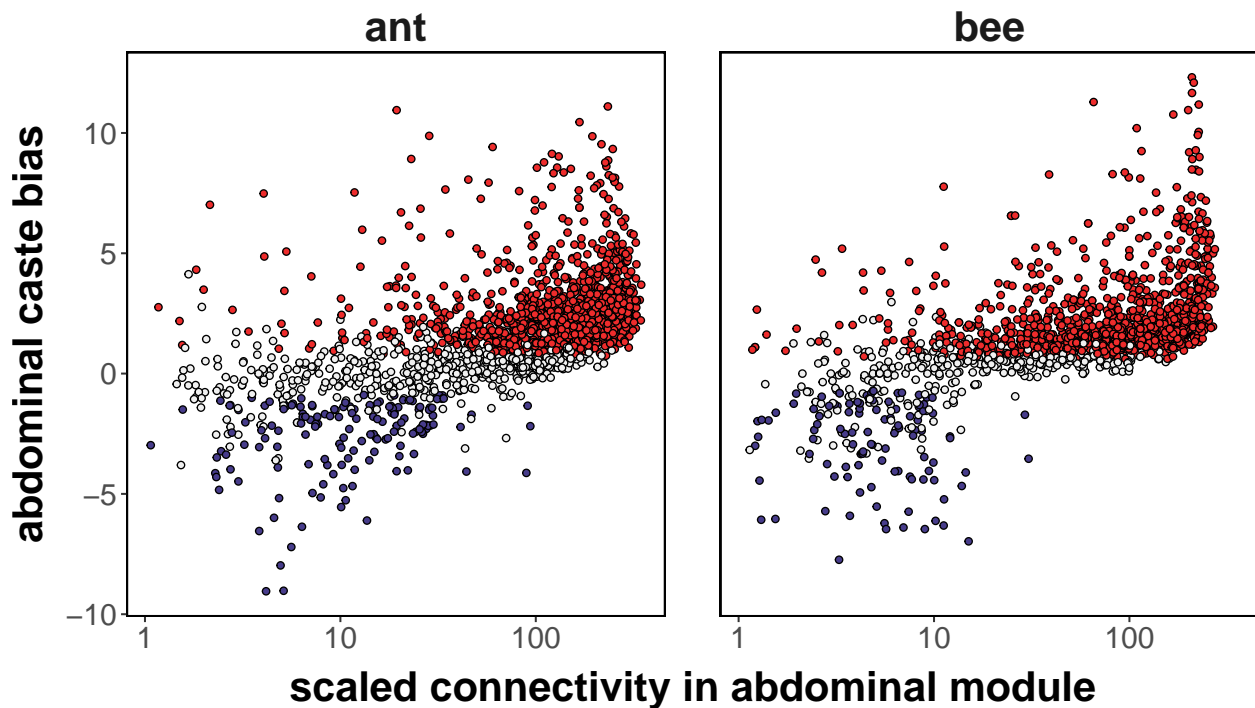 ant
bee
abdominal caste bias
10
5
0
−5
−10
1
10
100
1
10
100
scaled connectivity in abdominal module